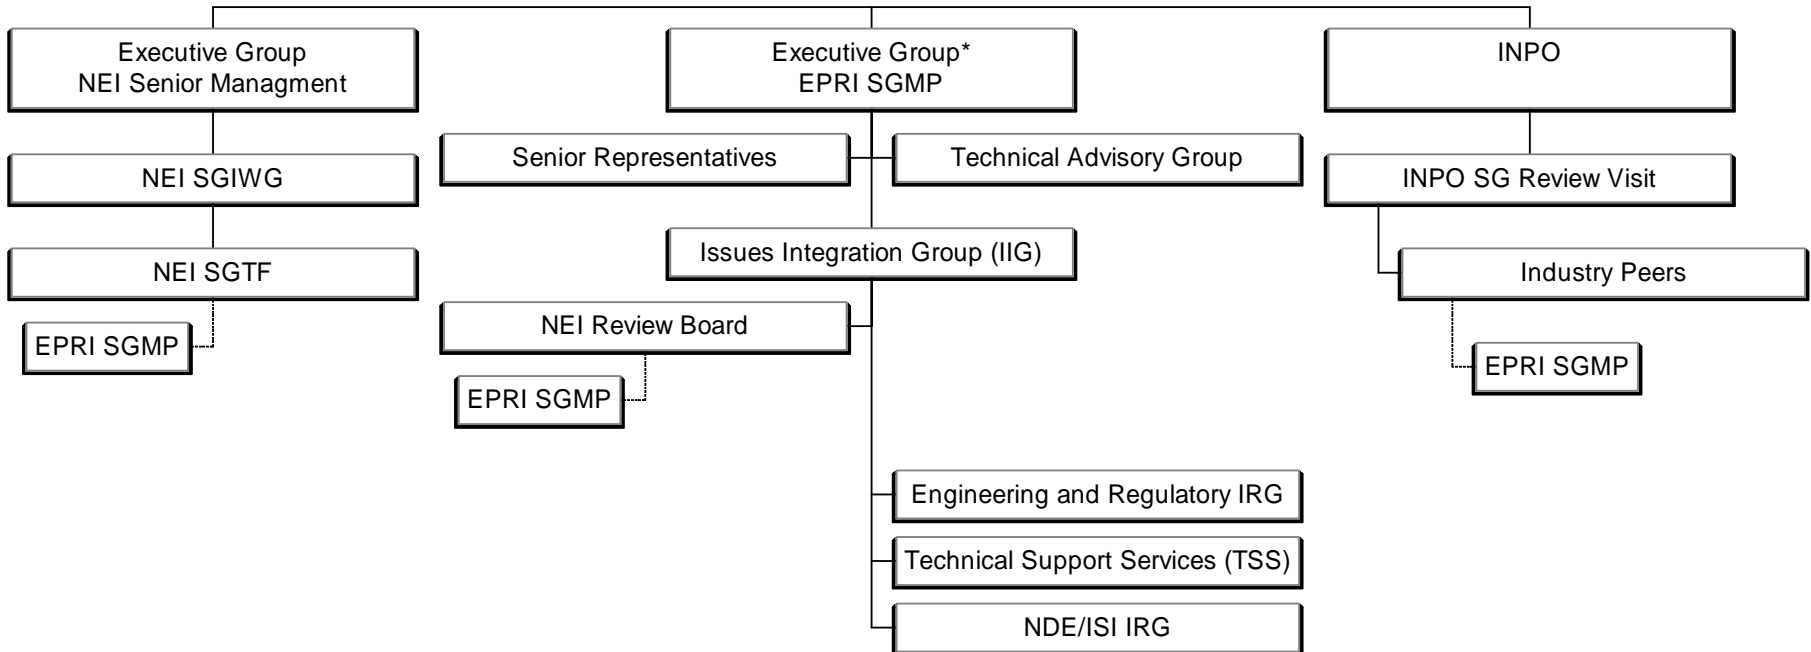 Executive Group
NEI Senior Managment
Executive Group*
EPRI SGMP
INPO
Senior Representatives
Technical Advisory Group
NEI SGIWG
INPO SG Review Visit
Issues Integration Group (IIG)
NEI SGTF
Industry Peers
NEI Review Board
EPRI SGMP
EPRI SGMP
EPRI SGMP
Engineering and Regulatory IRG
Technical Support Services (TSS)
NDE/ISI IRG